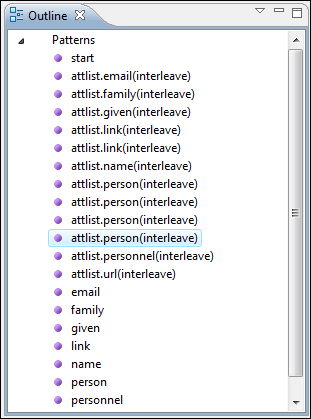 Outline
Patterns
start
attlist.email(interleave)
attlist.family(interleave)
attlist.given(interleave)
attlist.link(interleave)
attlist.link(interleave)
attlist.name(interleave)
attlist.person(interleave)
attlist.person(interleave)
attlist.person(interleave)
attlist.person(interleave)
attlist.personnel(interleave)
attlist.url(interleave)
email
family
given
link
name
person
personnel